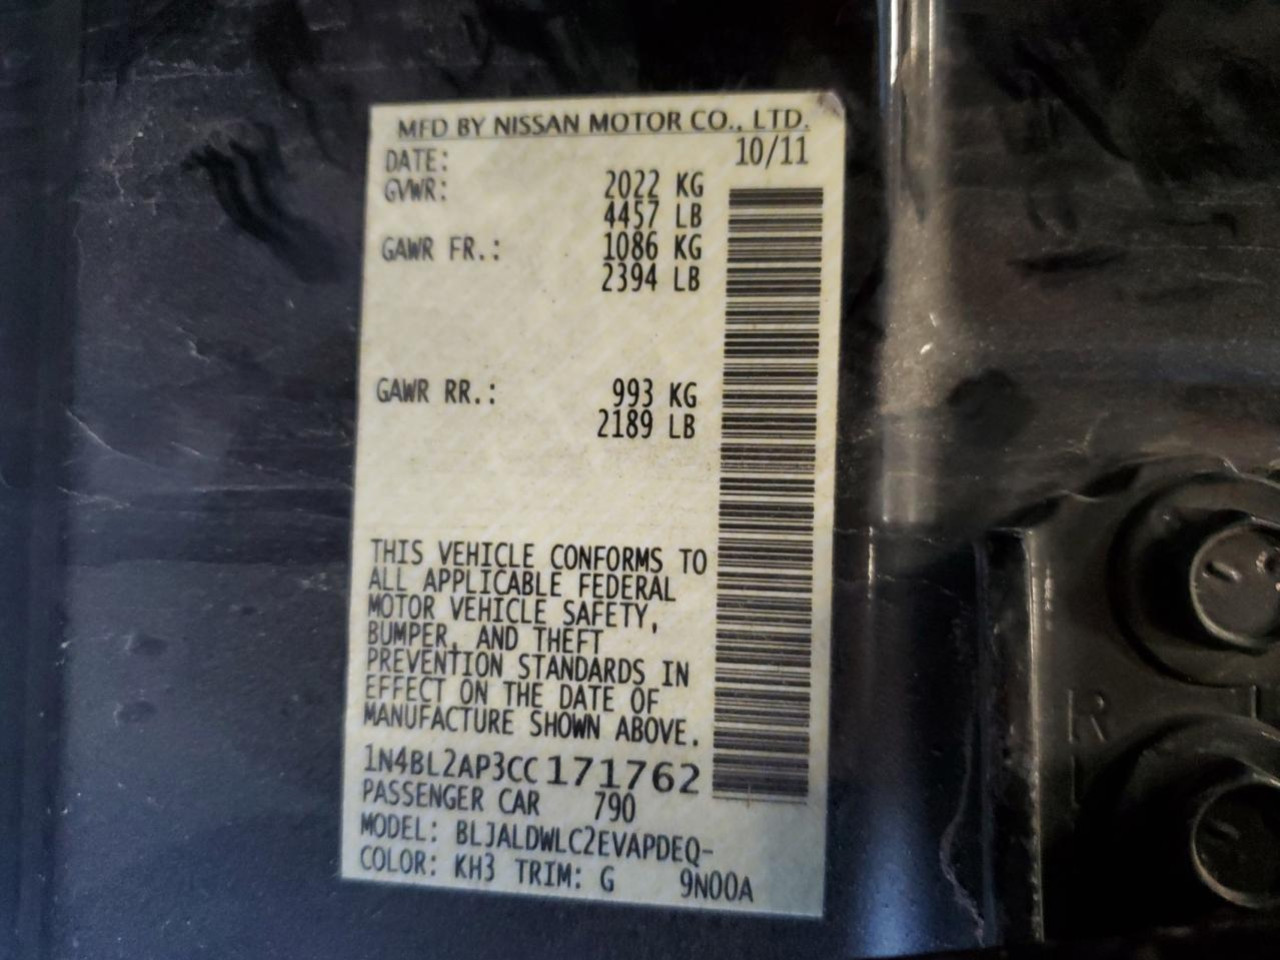 MFD BY NISSAN MOTOR CO., LTD.
DATE: 10/11
GVWR: 2022 KG
4457 LB
GAWR FR.: 1086 KG
2394 LB
GAWR RR.: 993 KG
2189 LB
THIS VEHICLE CONFORMS TO
ALL APPLICABLE FEDERAL
MOTOR VEHICLE SAFETY,
BUMPER, AND THEFT
PREVENTION STANDARDS IN
EFFECT ON THE DATE OF
MANUFACTURE SHOWN ABOVE.
1N4BL2AP3CC171762
PASSENGER CAR 790
MODEL: BLJALDWLC2EVAPDEQ-
COLOR: KH3 TRIM: G 9N00A
R